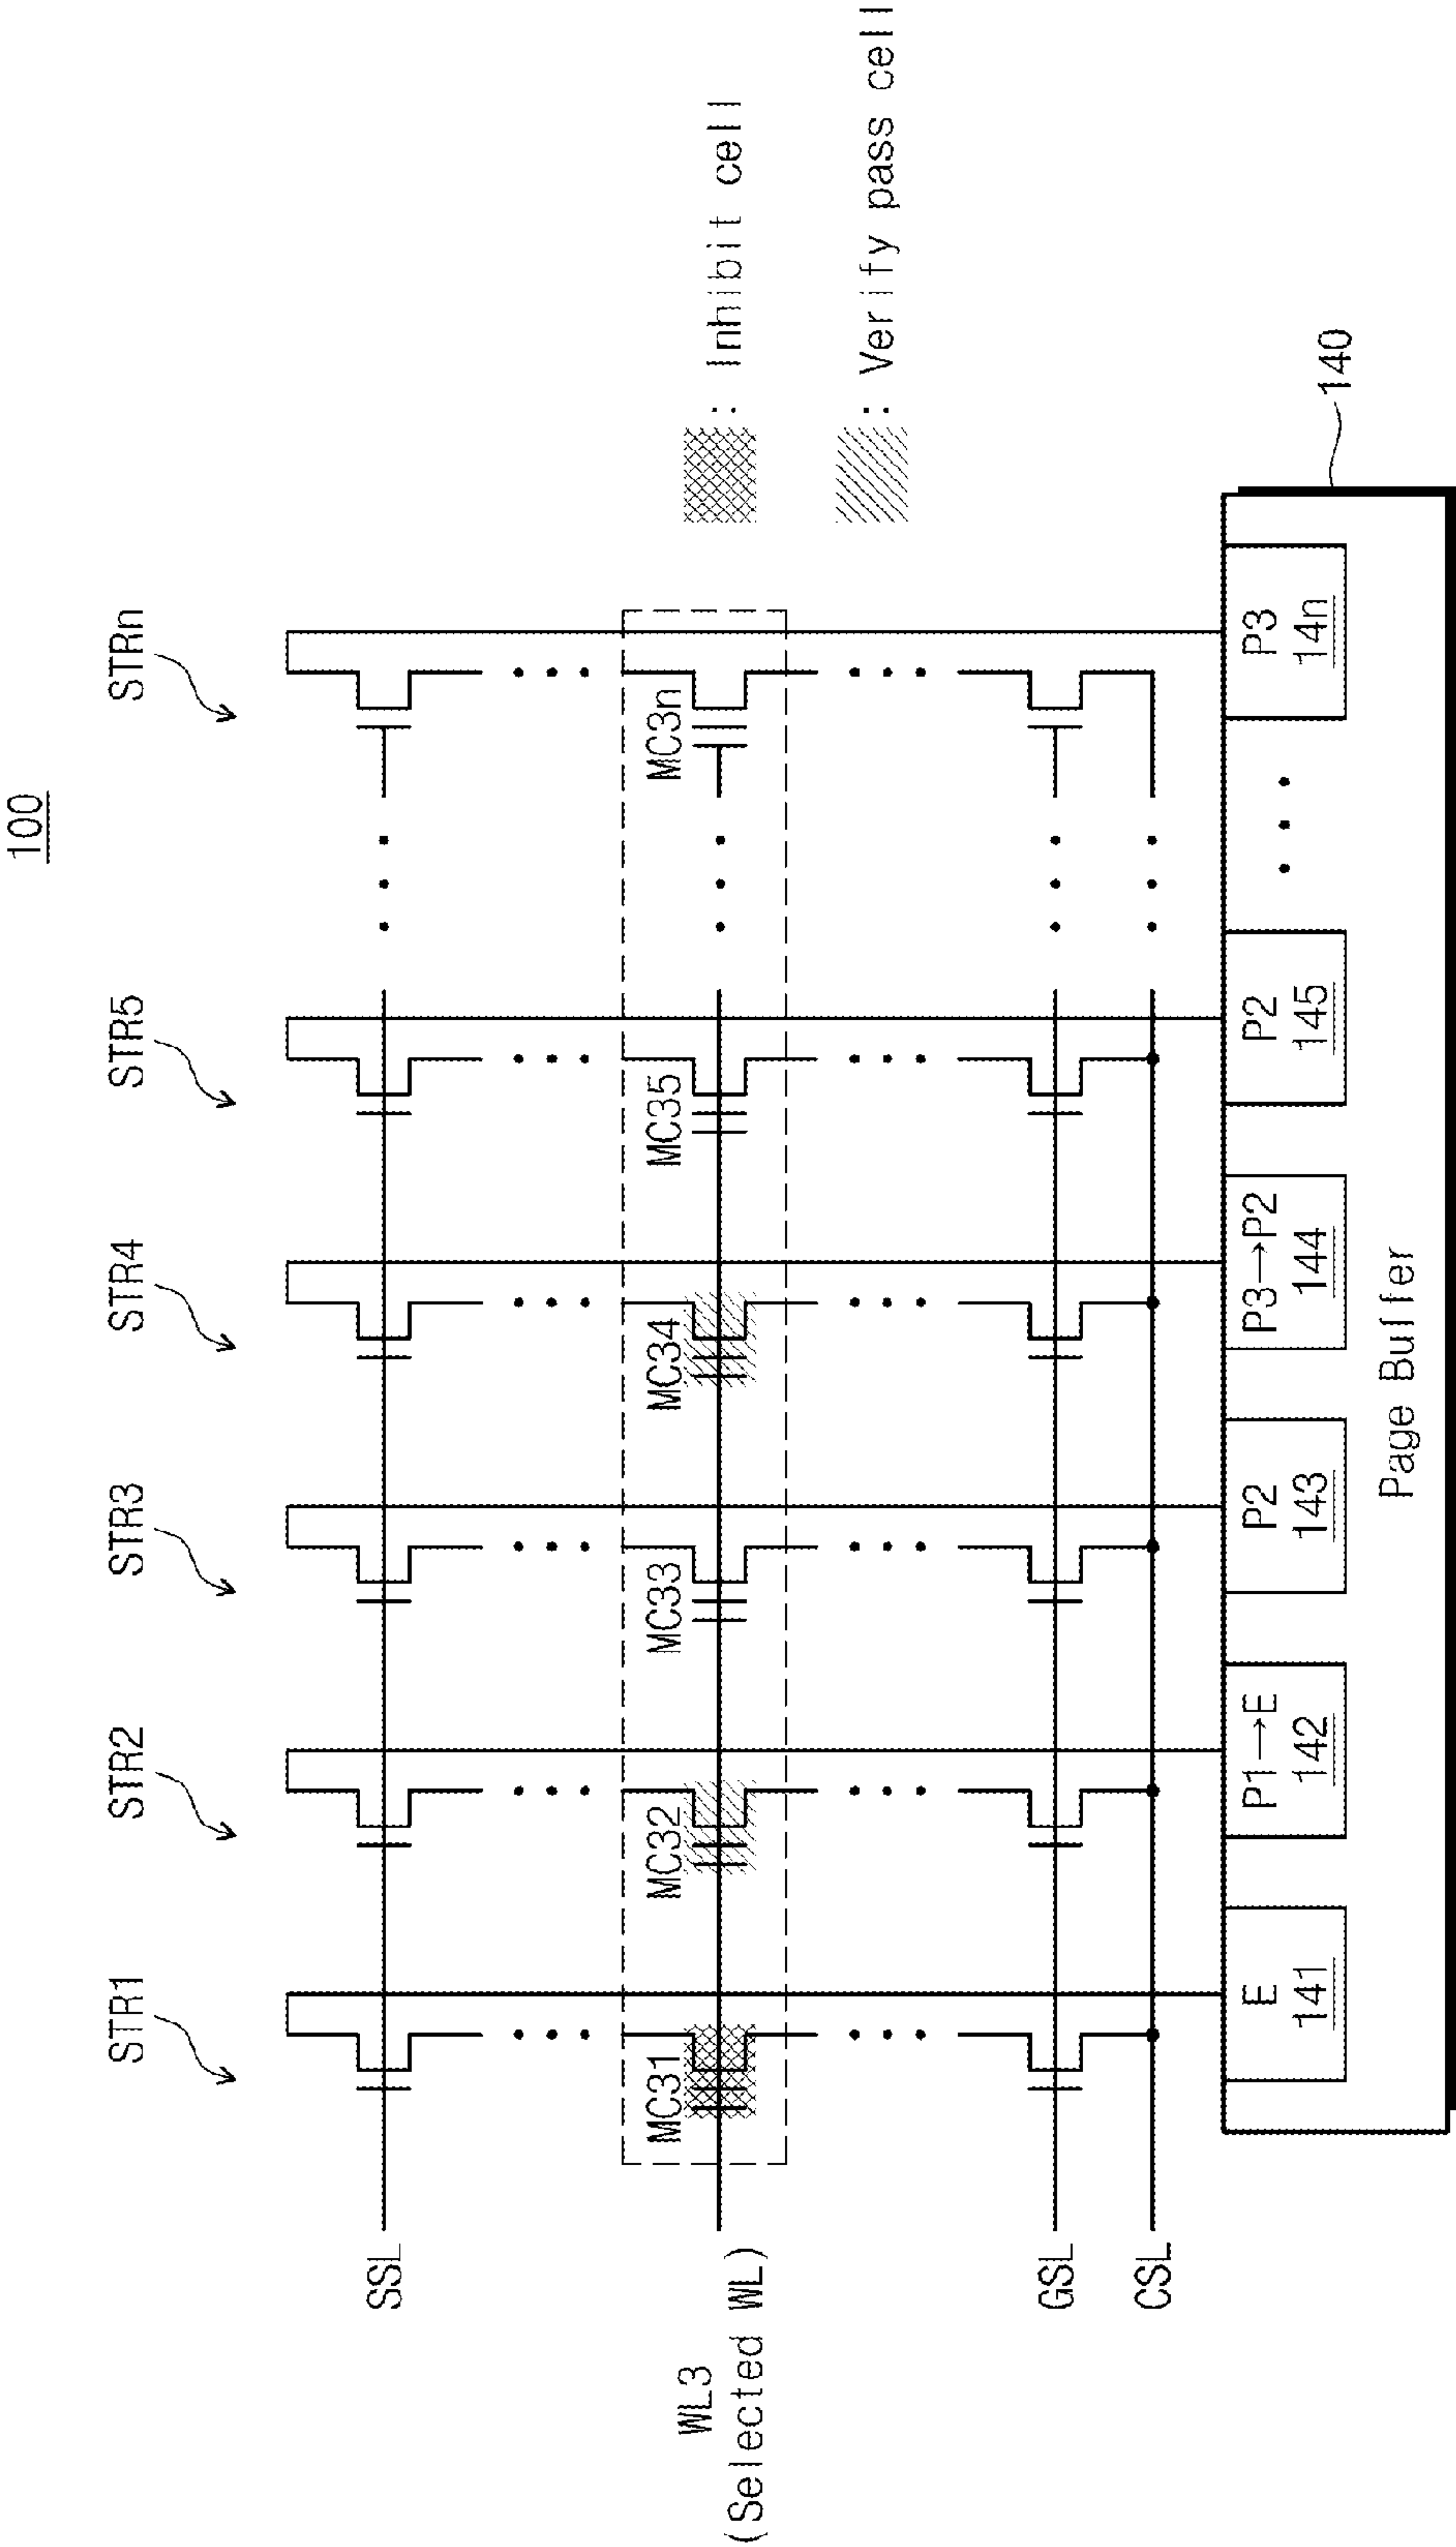 100
STR1
STR2
STR3
STR4
STR5
STRn
SSL
MC31
MC32
MC33
MC34
MC35
MC3n
WL3
(Selected WL)
: Inhibit cell
: Verify pass cell
GSL
CSL
E
141
P1→E
142
P2
143
P3→P2
144
P2
145
P3
14n
140
Page Buffer